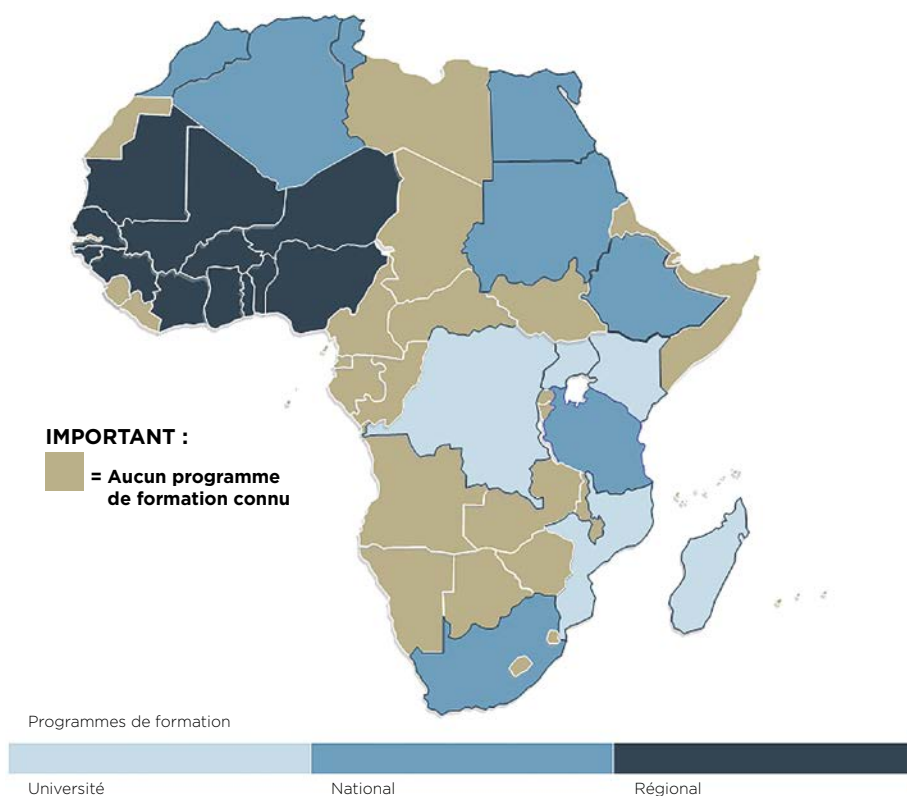 IMPORTANT :
= Aucun programme
de formation connu
Programmes de formation
Université
National
Régional